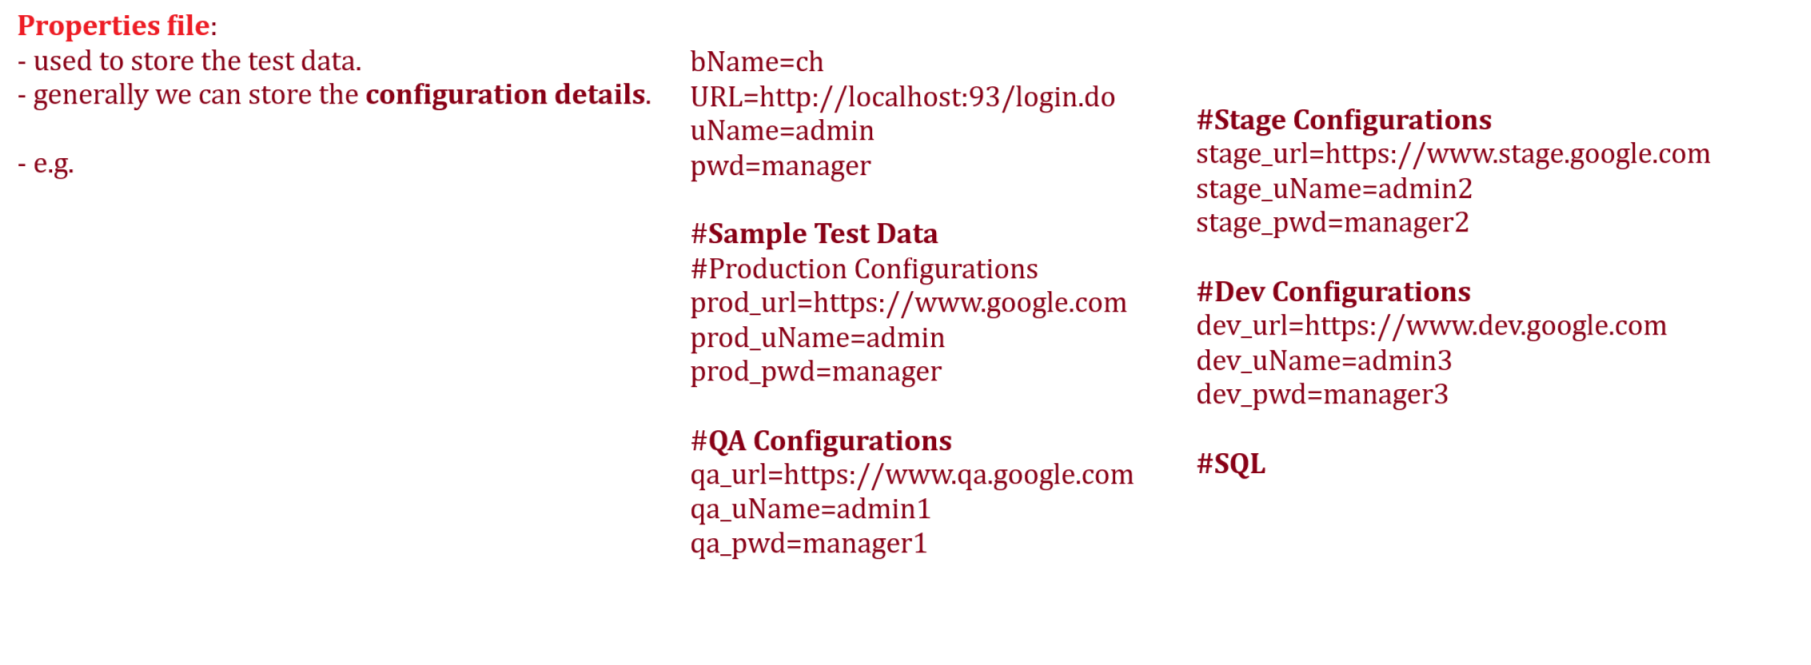 Properties file:
- used to store the test data.
- generally we can store the configuration details.
- e.g.
bName=ch
URL=http://localhost:93/login.do
uName=admin
pwd=manager
#Sample Test Data
#Production Configurations
prod_url=https://www.google.com
prod_uName=admin
prod_pwd=manager
#QA Configurations
qa_url=https://www.qa.google.com
qa_uName=admin1
qa_pwd=manager1
#Stage Configurations
stage_url=https://www.stage.google.com
stage_uName=admin2
stage_pwd=manager2
#Dev Configurations
dev_url=https://www.dev.google.com
dev_uName=admin3
dev_pwd=manager3
#SQL